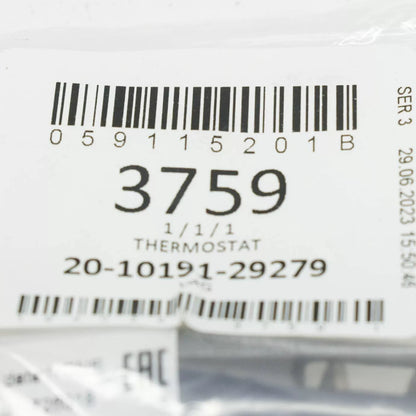 059115201B
3759
1 / 1 / 1
THERMOSTAT
20-10191-29279
SER 3 29.06.2023 15:50:46
EAC